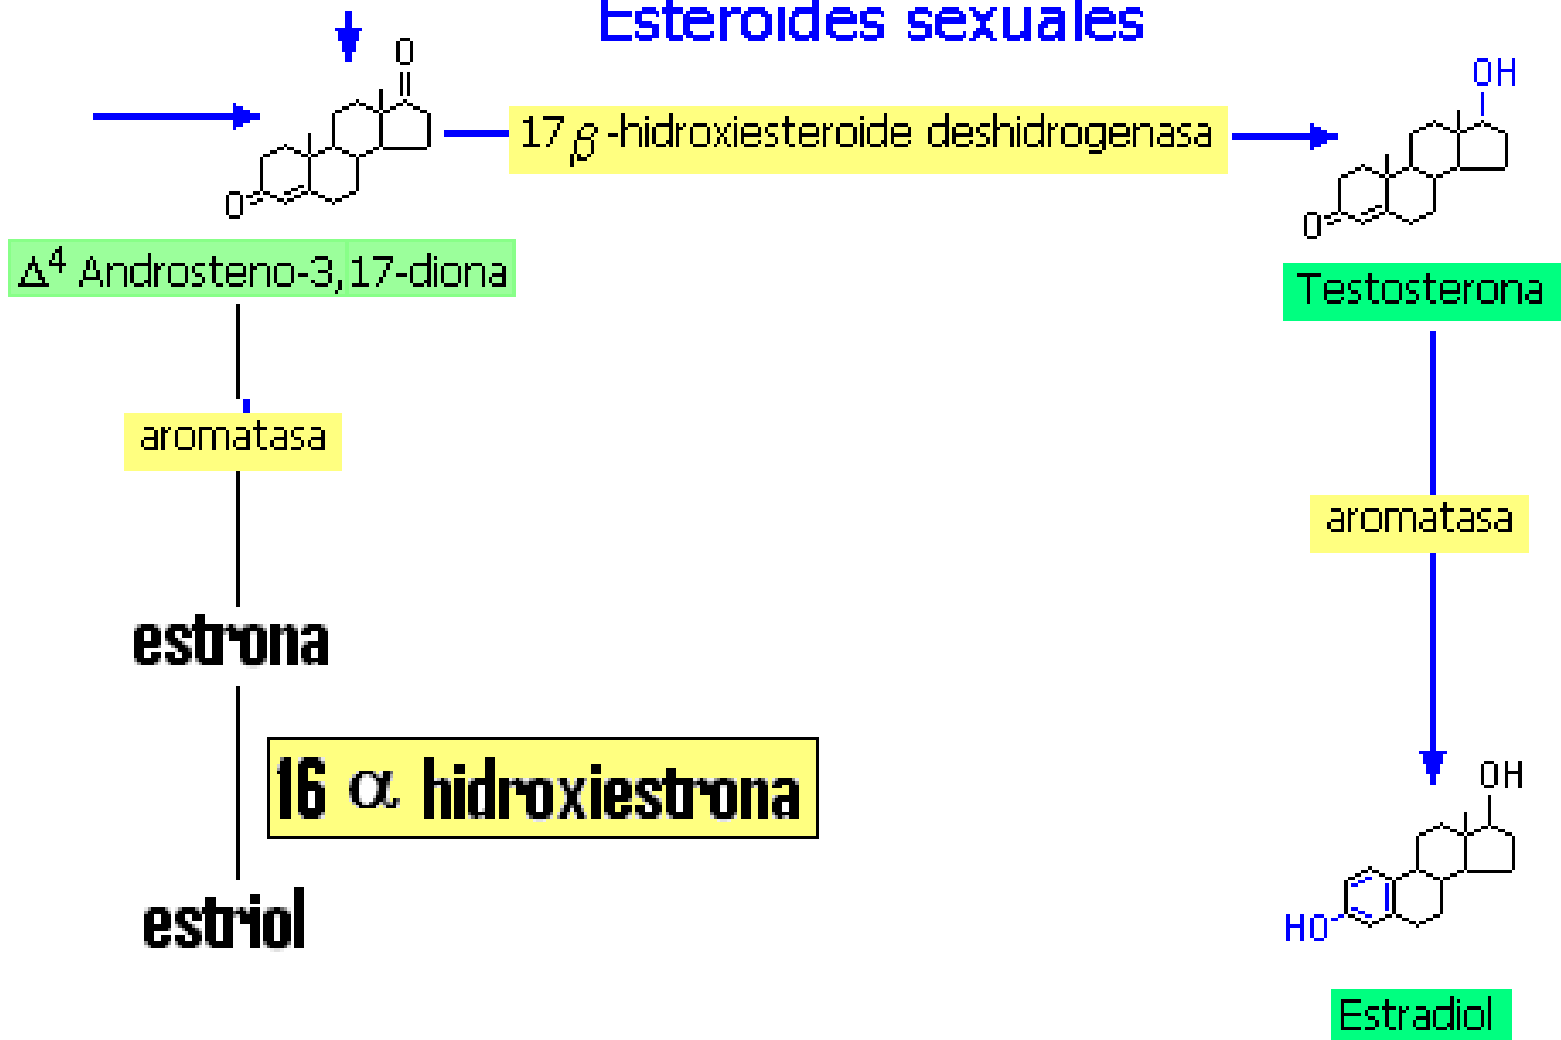 Esteroides sexuales
O
OH
17 β -hidroxiesteroide deshidrogenasa
O
O
Δ⁴ Androsteno-3,17-diona
Testosterona
aromatasa
aromatasa
estrona
16 α hidroxiestrona
OH
estriol
HO
Estradiol